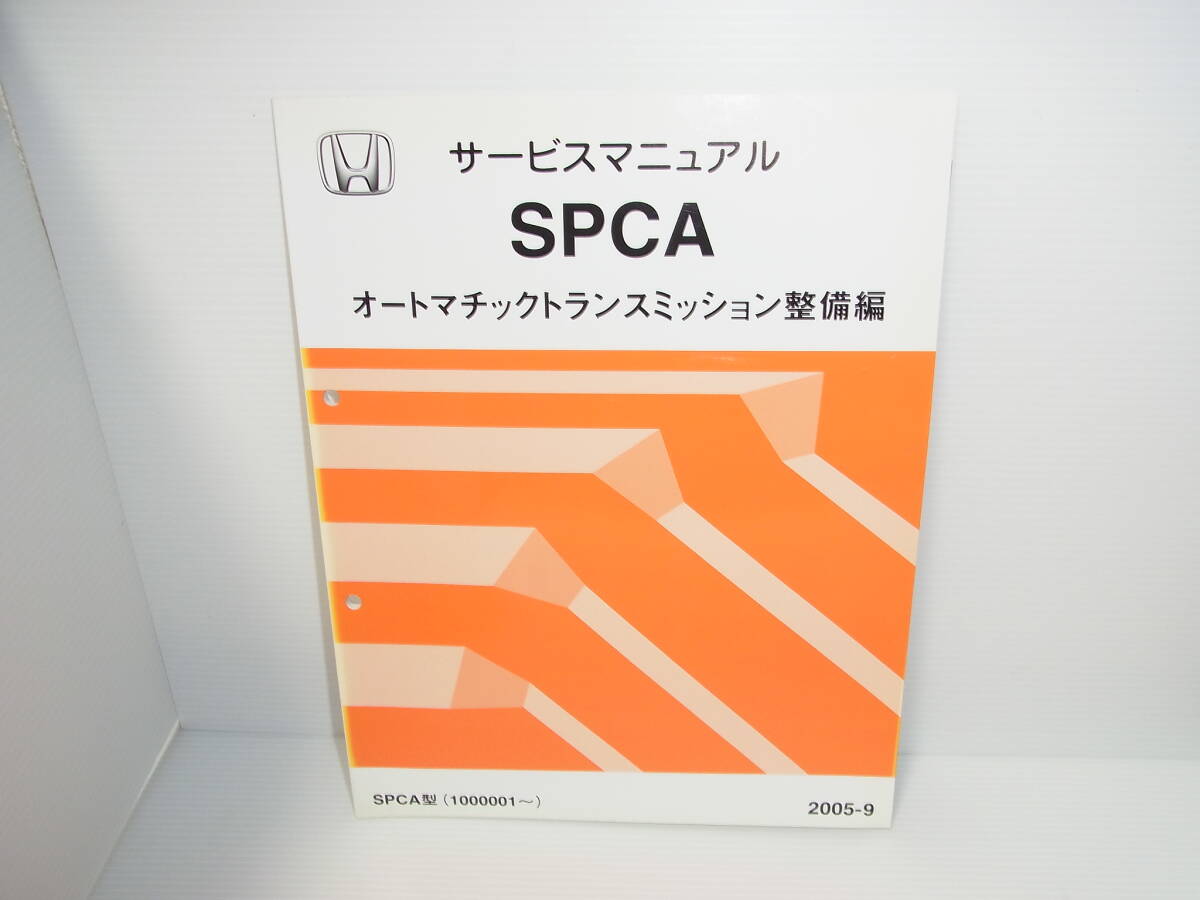 サービスマニュアル
SPCA
オートマチックトランスミッション整備編
SPCA型(1000001～)
2005-9